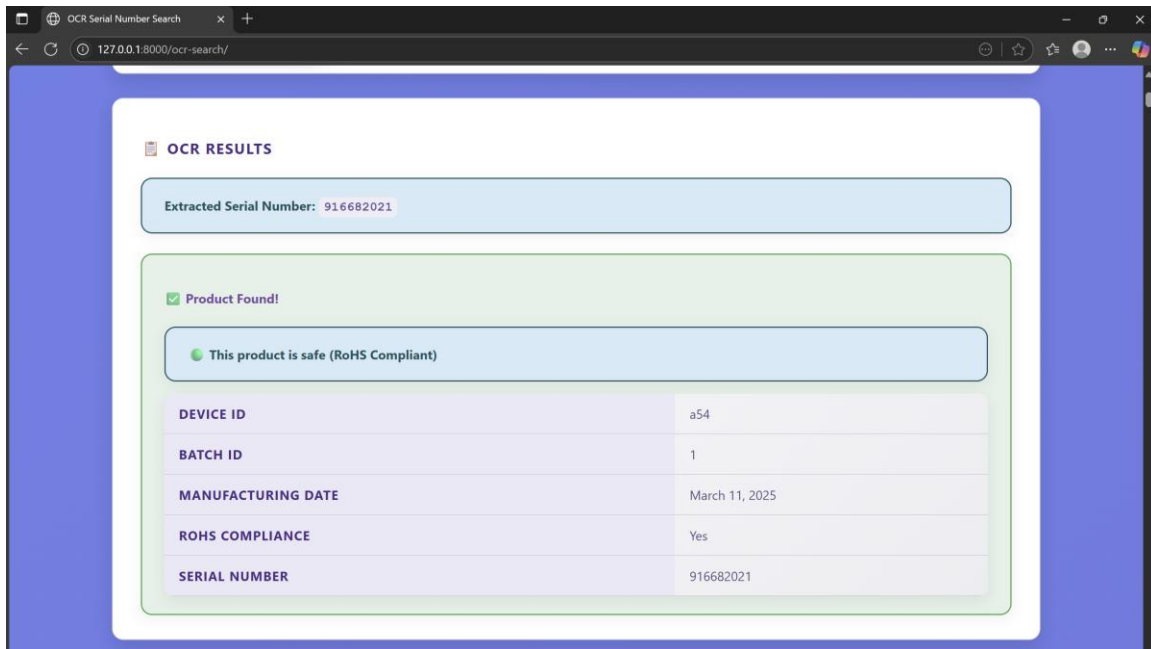 OCR Serial Number Search
127.0.0.1:8000/ocr-search/
OCR RESULTS
Extracted Serial Number: 916682021
Product Found!
This product is safe (RoHS Compliant)
DEVICE ID a54
BATCH ID 1
MANUFACTURING DATE March 11, 2025
ROHS COMPLIANCE Yes
SERIAL NUMBER 916682021